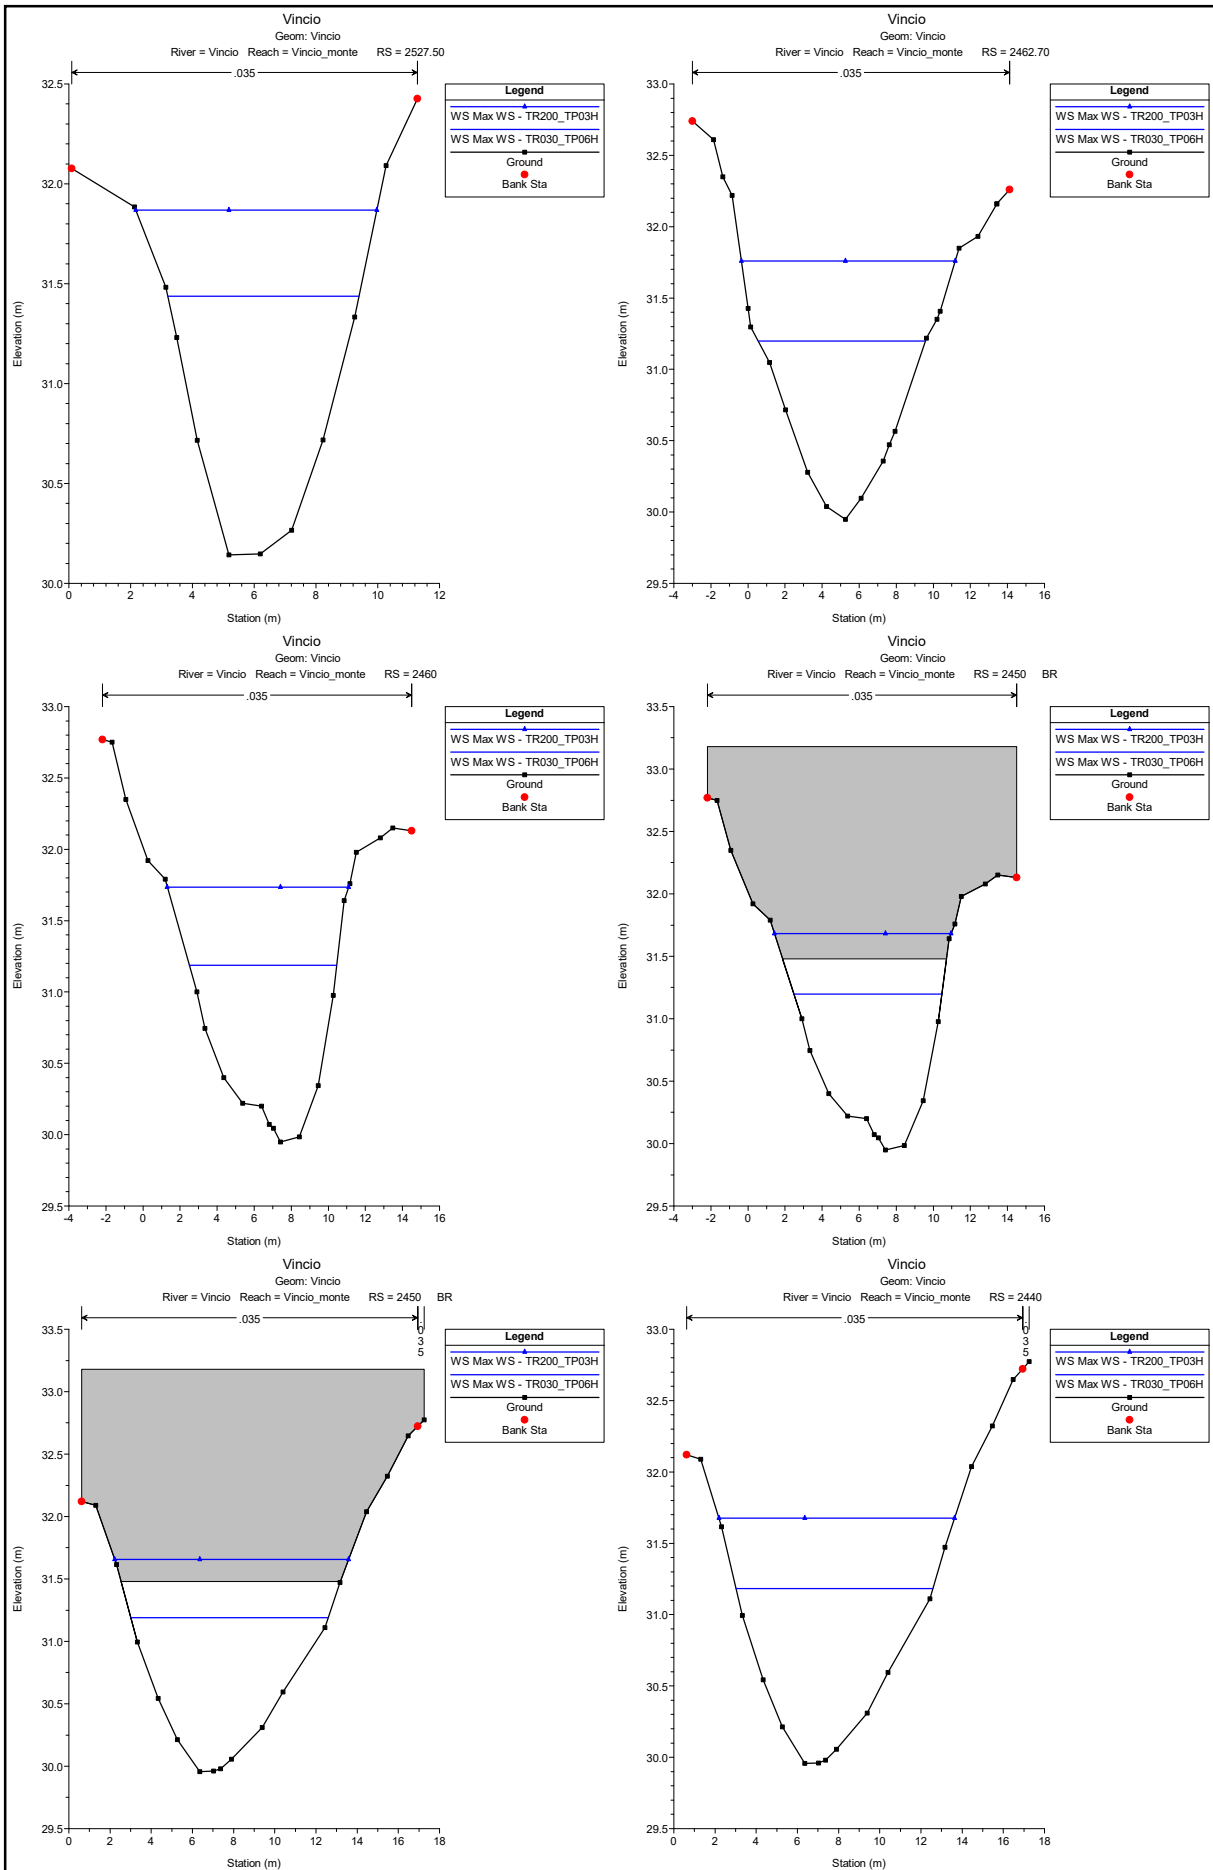 Vincio
Geom: Vincio
River = Vincio Reach = Vincio_monte RS = 2527.50
.035
32.5
32.0
31.5
31.0
30.5
30.0
0 2 4 6 8 10 12
Station (m)
Elevation (m)
Legend
WS Max WS - TR200_TP03H
WS Max WS - TR030_TP06H
Ground
Bank Sta
Vincio
Geom: Vincio
River = Vincio Reach = Vincio_monte RS = 2462.70
.035
33.0
32.5
32.0
31.5
31.0
30.5
30.0
29.5
-4 -2 0 2 4 6 8 10 12 14 16
Station (m)
Elevation (m)
Legend
WS Max WS - TR200_TP03H
WS Max WS - TR030_TP06H
Ground
Bank Sta
Vincio
Geom: Vincio
River = Vincio Reach = Vincio_monte RS = 2460
.035
33.0
32.5
32.0
31.5
31.0
30.5
30.0
29.5
-4 -2 0 2 4 6 8 10 12 14 16
Station (m)
Elevation (m)
Legend
WS Max WS - TR200_TP03H
WS Max WS - TR030_TP06H
Ground
Bank Sta
Vincio
Geom: Vincio
River = Vincio Reach = Vincio_monte RS = 2450 BR
.035
33.5
33.0
32.5
32.0
31.5
31.0
30.5
30.0
29.5
-4 -2 0 2 4 6 8 10 12 14 16
Station (m)
Elevation (m)
Legend
WS Max WS - TR200_TP03H
WS Max WS - TR030_TP06H
Ground
Bank Sta
Vincio
Geom: Vincio
River = Vincio Reach = Vincio_monte RS = 2450 BR
.035
.035
33.5
33.0
32.5
32.0
31.5
31.0
30.5
30.0
29.5
0 2 4 6 8 10 12 14 16 18
Station (m)
Elevation (m)
Legend
WS Max WS - TR200_TP03H
WS Max WS - TR030_TP06H
Ground
Bank Sta
Vincio
Geom: Vincio
River = Vincio Reach = Vincio_monte RS = 2440
.035
.035
33.0
32.5
32.0
31.5
31.0
30.5
30.0
29.5
0 2 4 6 8 10 12 14 16 18
Station (m)
Elevation (m)
Legend
WS Max WS - TR200_TP03H
WS Max WS - TR030_TP06H
Ground
Bank Sta